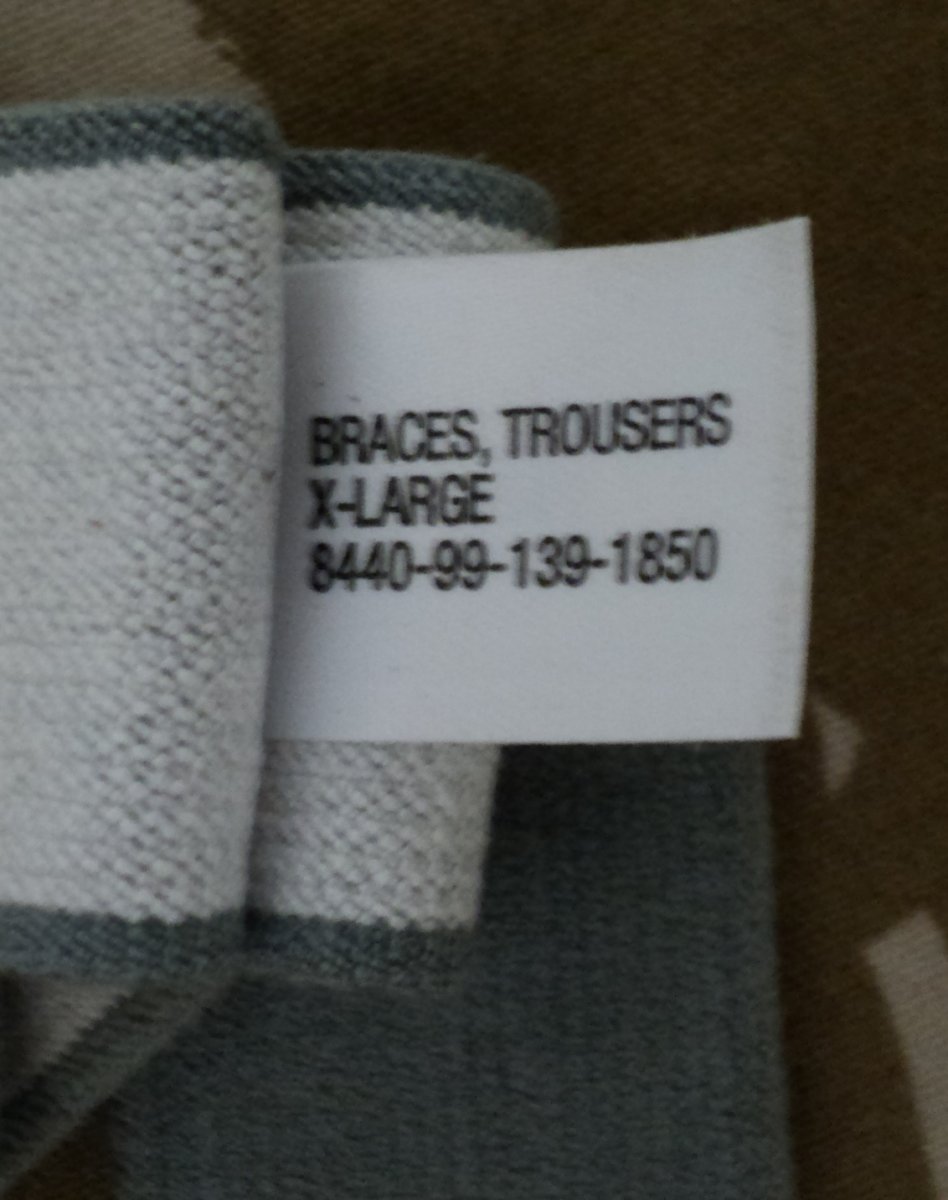 BRACES, TROUSERS
X-LARGE
8440-99-139-1850